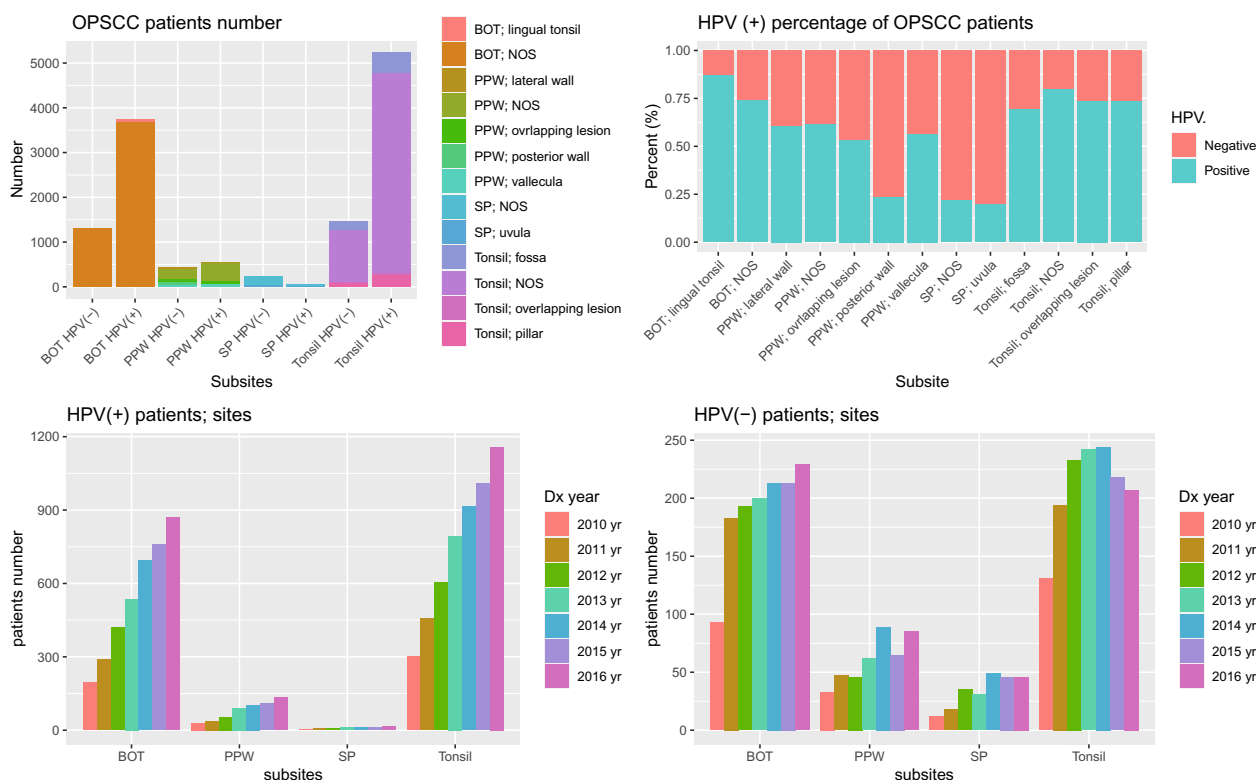 OPSCC patients number
Number
5000
4000
3000
2000
1000
0
BOT HPV(-)
BOT HPV(+)
PPW HPV(-)
PPW HPV(+)
SP HPV(-)
SP HPV(+)
Tonsil HPV(-)
Tonsil HPV(+)
Subsites
BOT; lingual tonsil
BOT; NOS
PPW; lateral wall
PPW; NOS
PPW; ovrlapping lesion
PPW; posterior wall
PPW; vallecula
SP; NOS
SP; uvula
Tonsil; fossa
Tonsil; NOS
Tonsil; overlapping lesion
Tonsil; pillar
HPV (+) percentage of OPSCC patients
Percent (%)
1.00
0.75
0.50
0.25
0.00
BOT; lingual tonsil
BOT; NOS
PPW; lateral wall
PPW; NOS
PPW; ovrlapping lesion
PPW; posterior wall
PPW; vallecula
SP; NOS
SP; uvula
Tonsil; fossa
Tonsil; NOS
Tonsil; overlapping lesion
Tonsil; pillar
Subsite
HPV.
Negative
Positive
HPV(+) patients; sites
patients number
1200
900
600
300
0
BOT
PPW
SP
Tonsil
subsites
Dx year
2010 yr
2011 yr
2012 yr
2013 yr
2014 yr
2015 yr
2016 yr
HPV(−) patients; sites
patients number
250
200
150
100
50
0
BOT
PPW
SP
Tonsil
subsites
Dx year
2010 yr
2011 yr
2012 yr
2013 yr
2014 yr
2015 yr
2016 yr